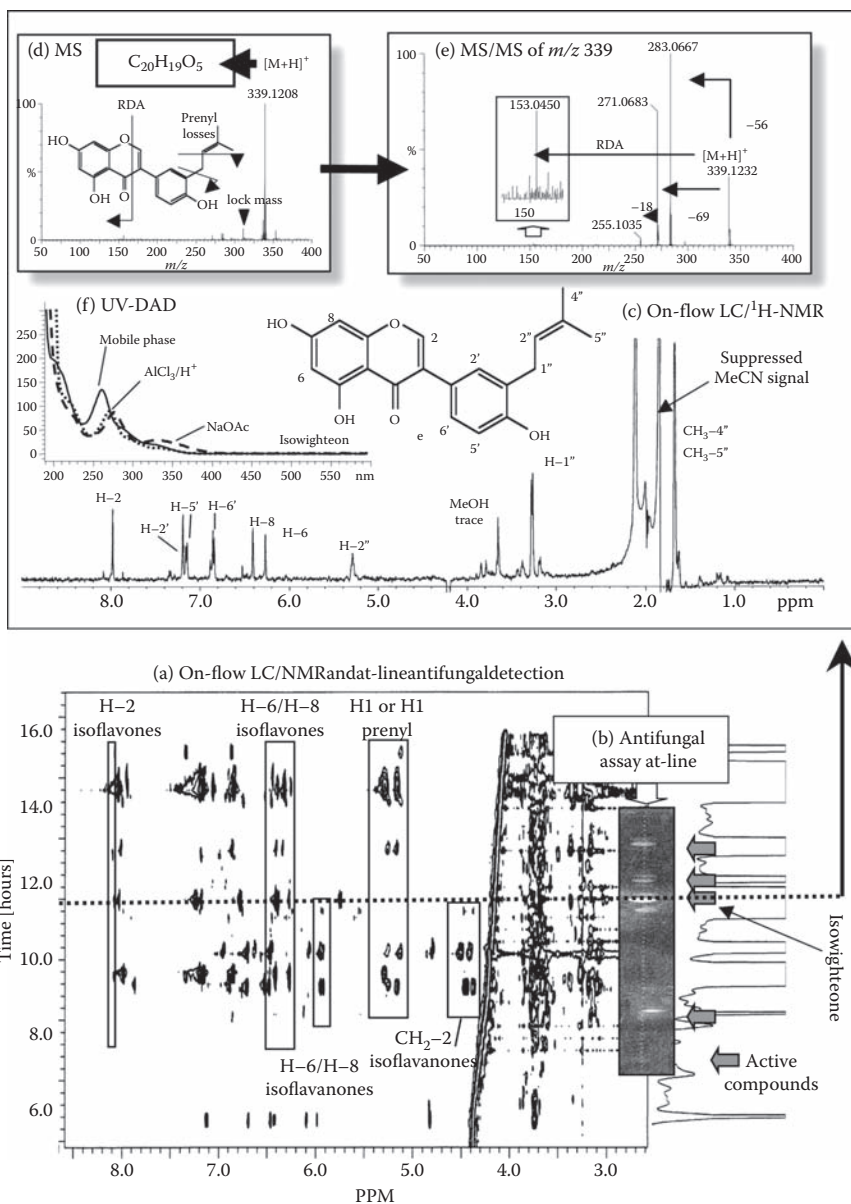 (d) MS
C20H19O5
[M+H]+
339.1208
RDA
Prenyl
losses
HO
O
OH
O
OH
lock mass
100
%
0
50 100 150 200 250 300 350 400
m/z
(e) MS/MS of m/z 339
283.0667
100
153.0450
271.0683
−56
RDA
[M+H]+
339.1232
%
150
−18
−69
255.1035
0
50 100 150 200 250 300 350 400
m/z
(f) UV-DAD
250
200
150
100
50
0
Mobile phase
AlCl3/H+
NaOAc
Isowighteon
200 250 300 350 400 450 500 550 nm
HO
8
O
2
6
OH
O
e
2'
6'
5'
OH
1”
2”
4”
5”
(c) On-flow LC/1H-NMR
Suppressed
MeCN signal
CH3−4”
CH3−5”
H−1”
MeOH
trace
H−2
H−2'
H−5'
H−6'
H−8
H−6
H−2”
8.0 7.0 6.0 5.0 4.0 3.0 2.0 1.0 ppm
(a) On-flow LC/NMRandat-lineantifungaldetection
H−2
isoflavones
H−6/H−8
isoflavones
H1 or H1
prenyl
(b) Antifungal
assay at-line
16.0
14.0
12.0
10.0
8.0
6.0
Time [hours]
Isowighteone
H−6/H−8
isoflavanones
CH2−2
isoflavanones
Active
compounds
8.0 7.0 6.0 5.0 4.0 3.0
PPM